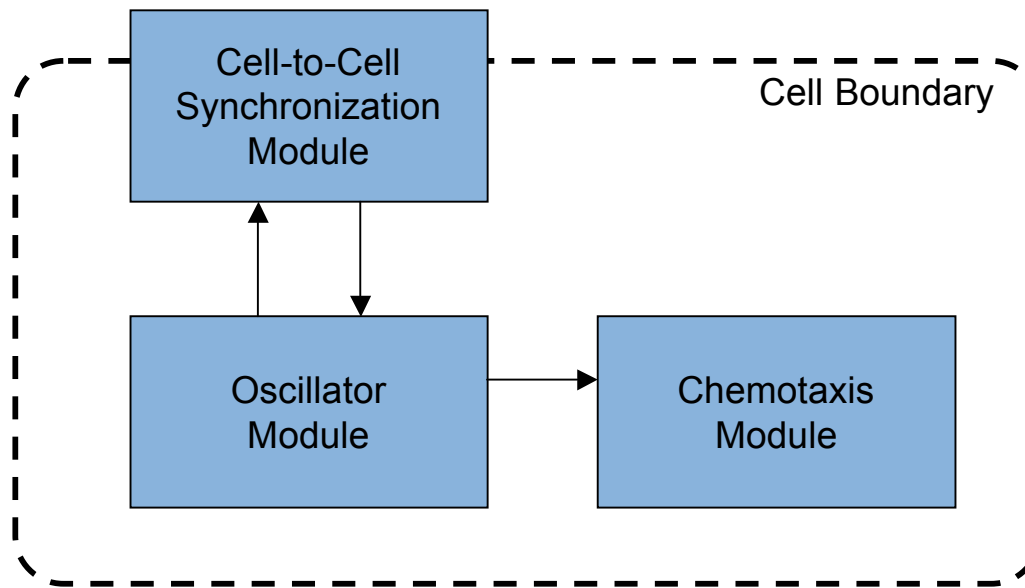 Cell-to-Cell
Synchronization
Module
Cell Boundary
Oscillator
Module
Chemotaxis
Module